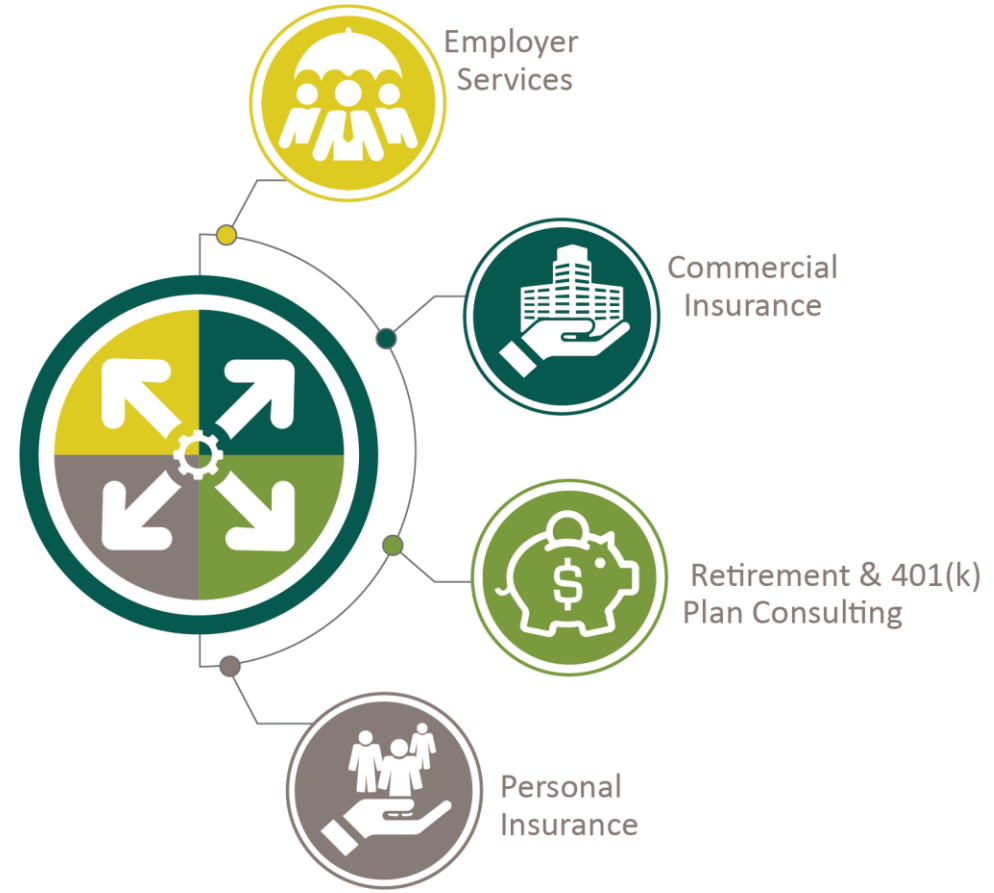 Employer
Services
Commercial
Insurance
$
Retirement & 401(k)
Plan Consulting
Personal
Insurance